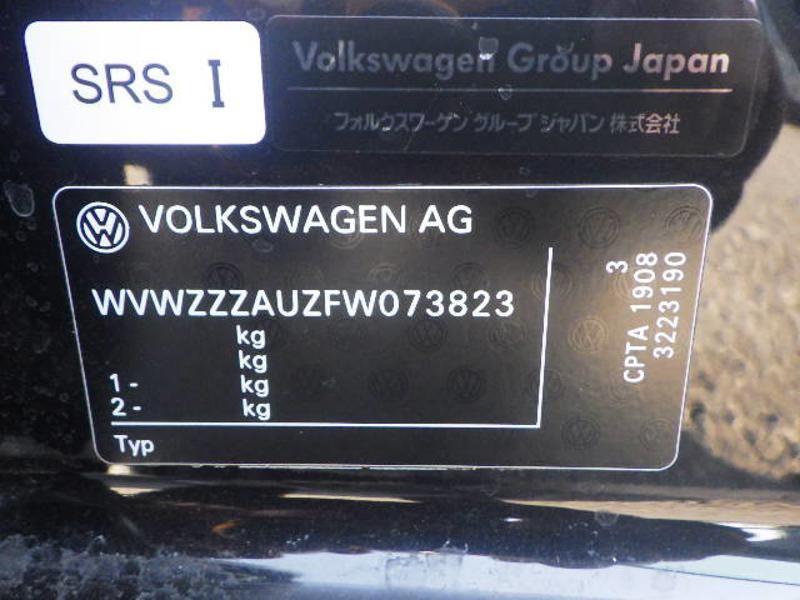 SRS I
Volkswagen Group Japan
フォルクスワーゲン グループ ジャパン 株式会社
VOLKSWAGEN AG
WVWZZZAUZFW073823
kg
kg
1 - kg
2 - kg
Typ
3
CPTA 1908
3223190